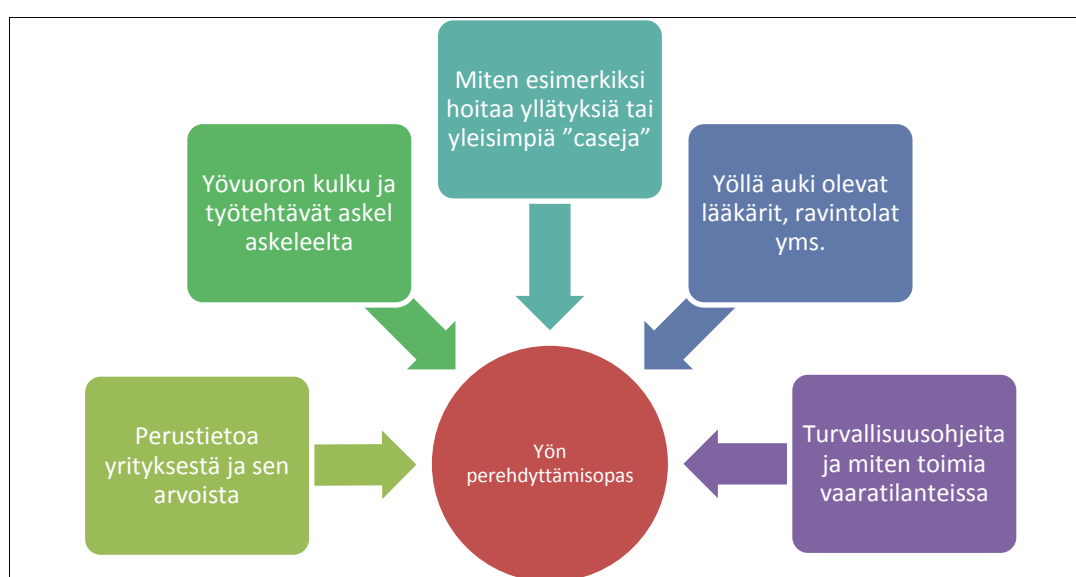 Miten esimerkiksi
hoitaa yllätyksiä tai
yleisimpiä ”caseja”
Yövuoron kulku ja
työtehtävät askel
askeleelta
Yöllä auki olevat
lääkärit, ravintolat
yms.
Perustietoa
yrityksestä ja sen
arvoista
Yön
perehdyttämisopas
Turvallisuusohjeita
ja miten toimia
vaaratilanteissa